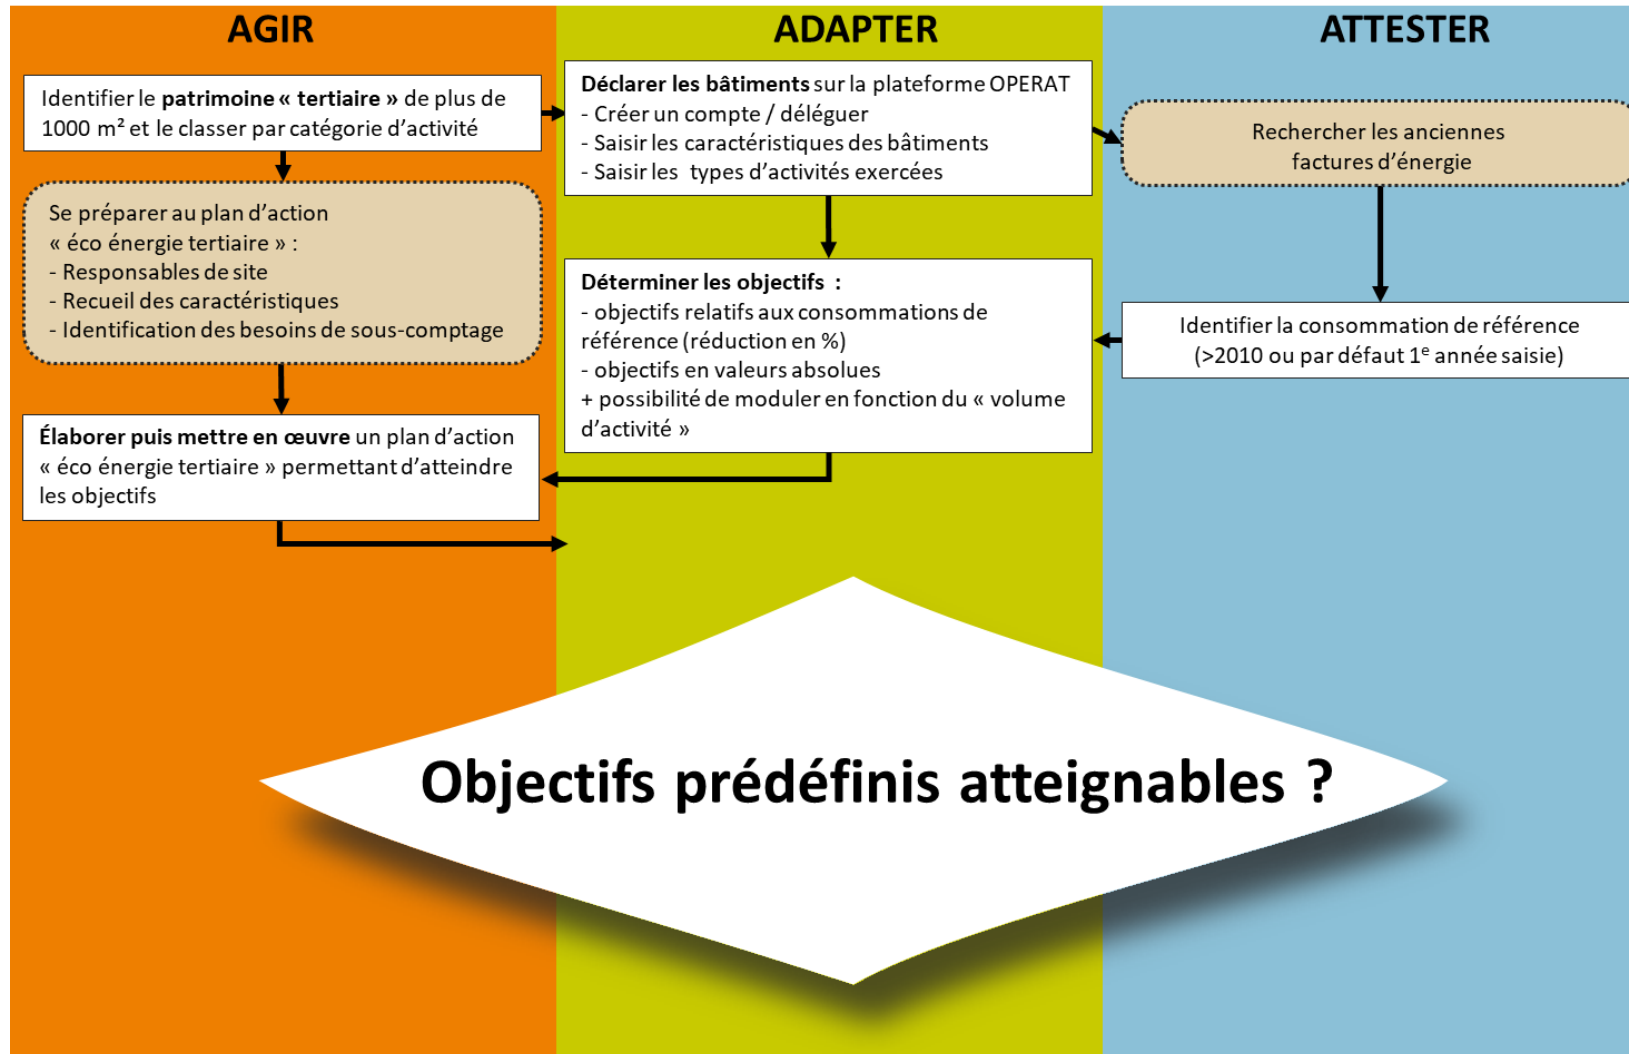 AGIR
Identifier le patrimoine « tertiaire » de plus de
1000 m² et le classer par catégorie d’activité
Se préparer au plan d’action
« éco énergie tertiaire » :
- Responsables de site
- Recueil des caractéristiques
- Identification des besoins de sous-comptage
Élaborer puis mettre en œuvre un plan d’action
« éco énergie tertiaire » permettant d’atteindre
les objectifs
ADAPTER
Déclarer les bâtiments sur la plateforme OPERAT
- Créer un compte / déléguer
- Saisir les caractéristiques des bâtiments
- Saisir les types d’activités exercées
Déterminer les objectifs :
- objectifs relatifs aux consommations de
référence (réduction en %)
- objectifs en valeurs absolues
+ possibilité de moduler en fonction du « volume
d’activité »
ATTESTER
Rechercher les anciennes
factures d’énergie
Identifier la consommation de référence
(>2010 ou par défaut 1e année saisie)
Objectifs prédéfinis atteignables ?